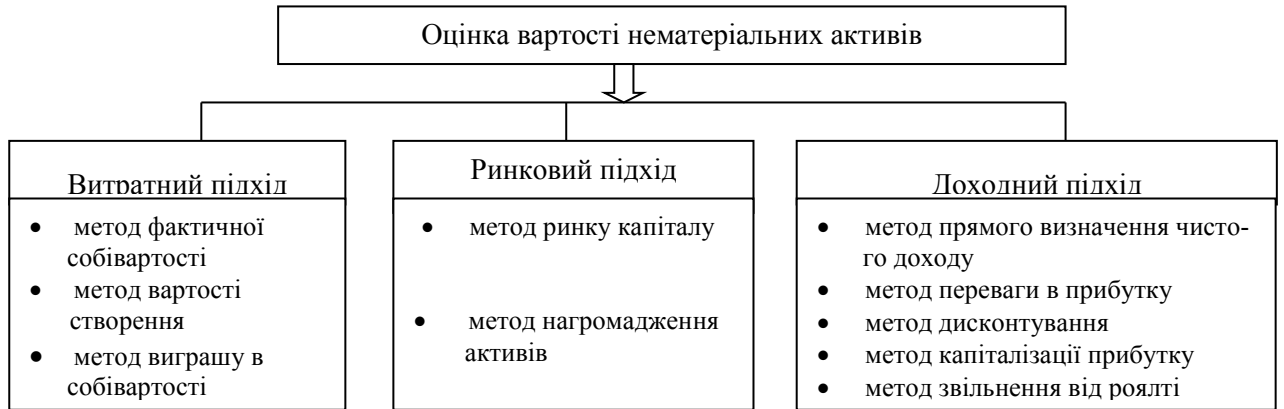 Оцінка вартості нематеріальних активів
Витратний підхід
• метод фактичної
собівартості
• метод вартості
створення
• метод виграшу в
собівартості
Ринковий підхід
• метод ринку капіталу
• метод нагромадження
активів
Доходний підхід
• метод прямого визначення чисто-
го доходу
• метод переваги в прибутку
• метод дисконтування
• метод капіталізації прибутку
• метод звільнення від роялті